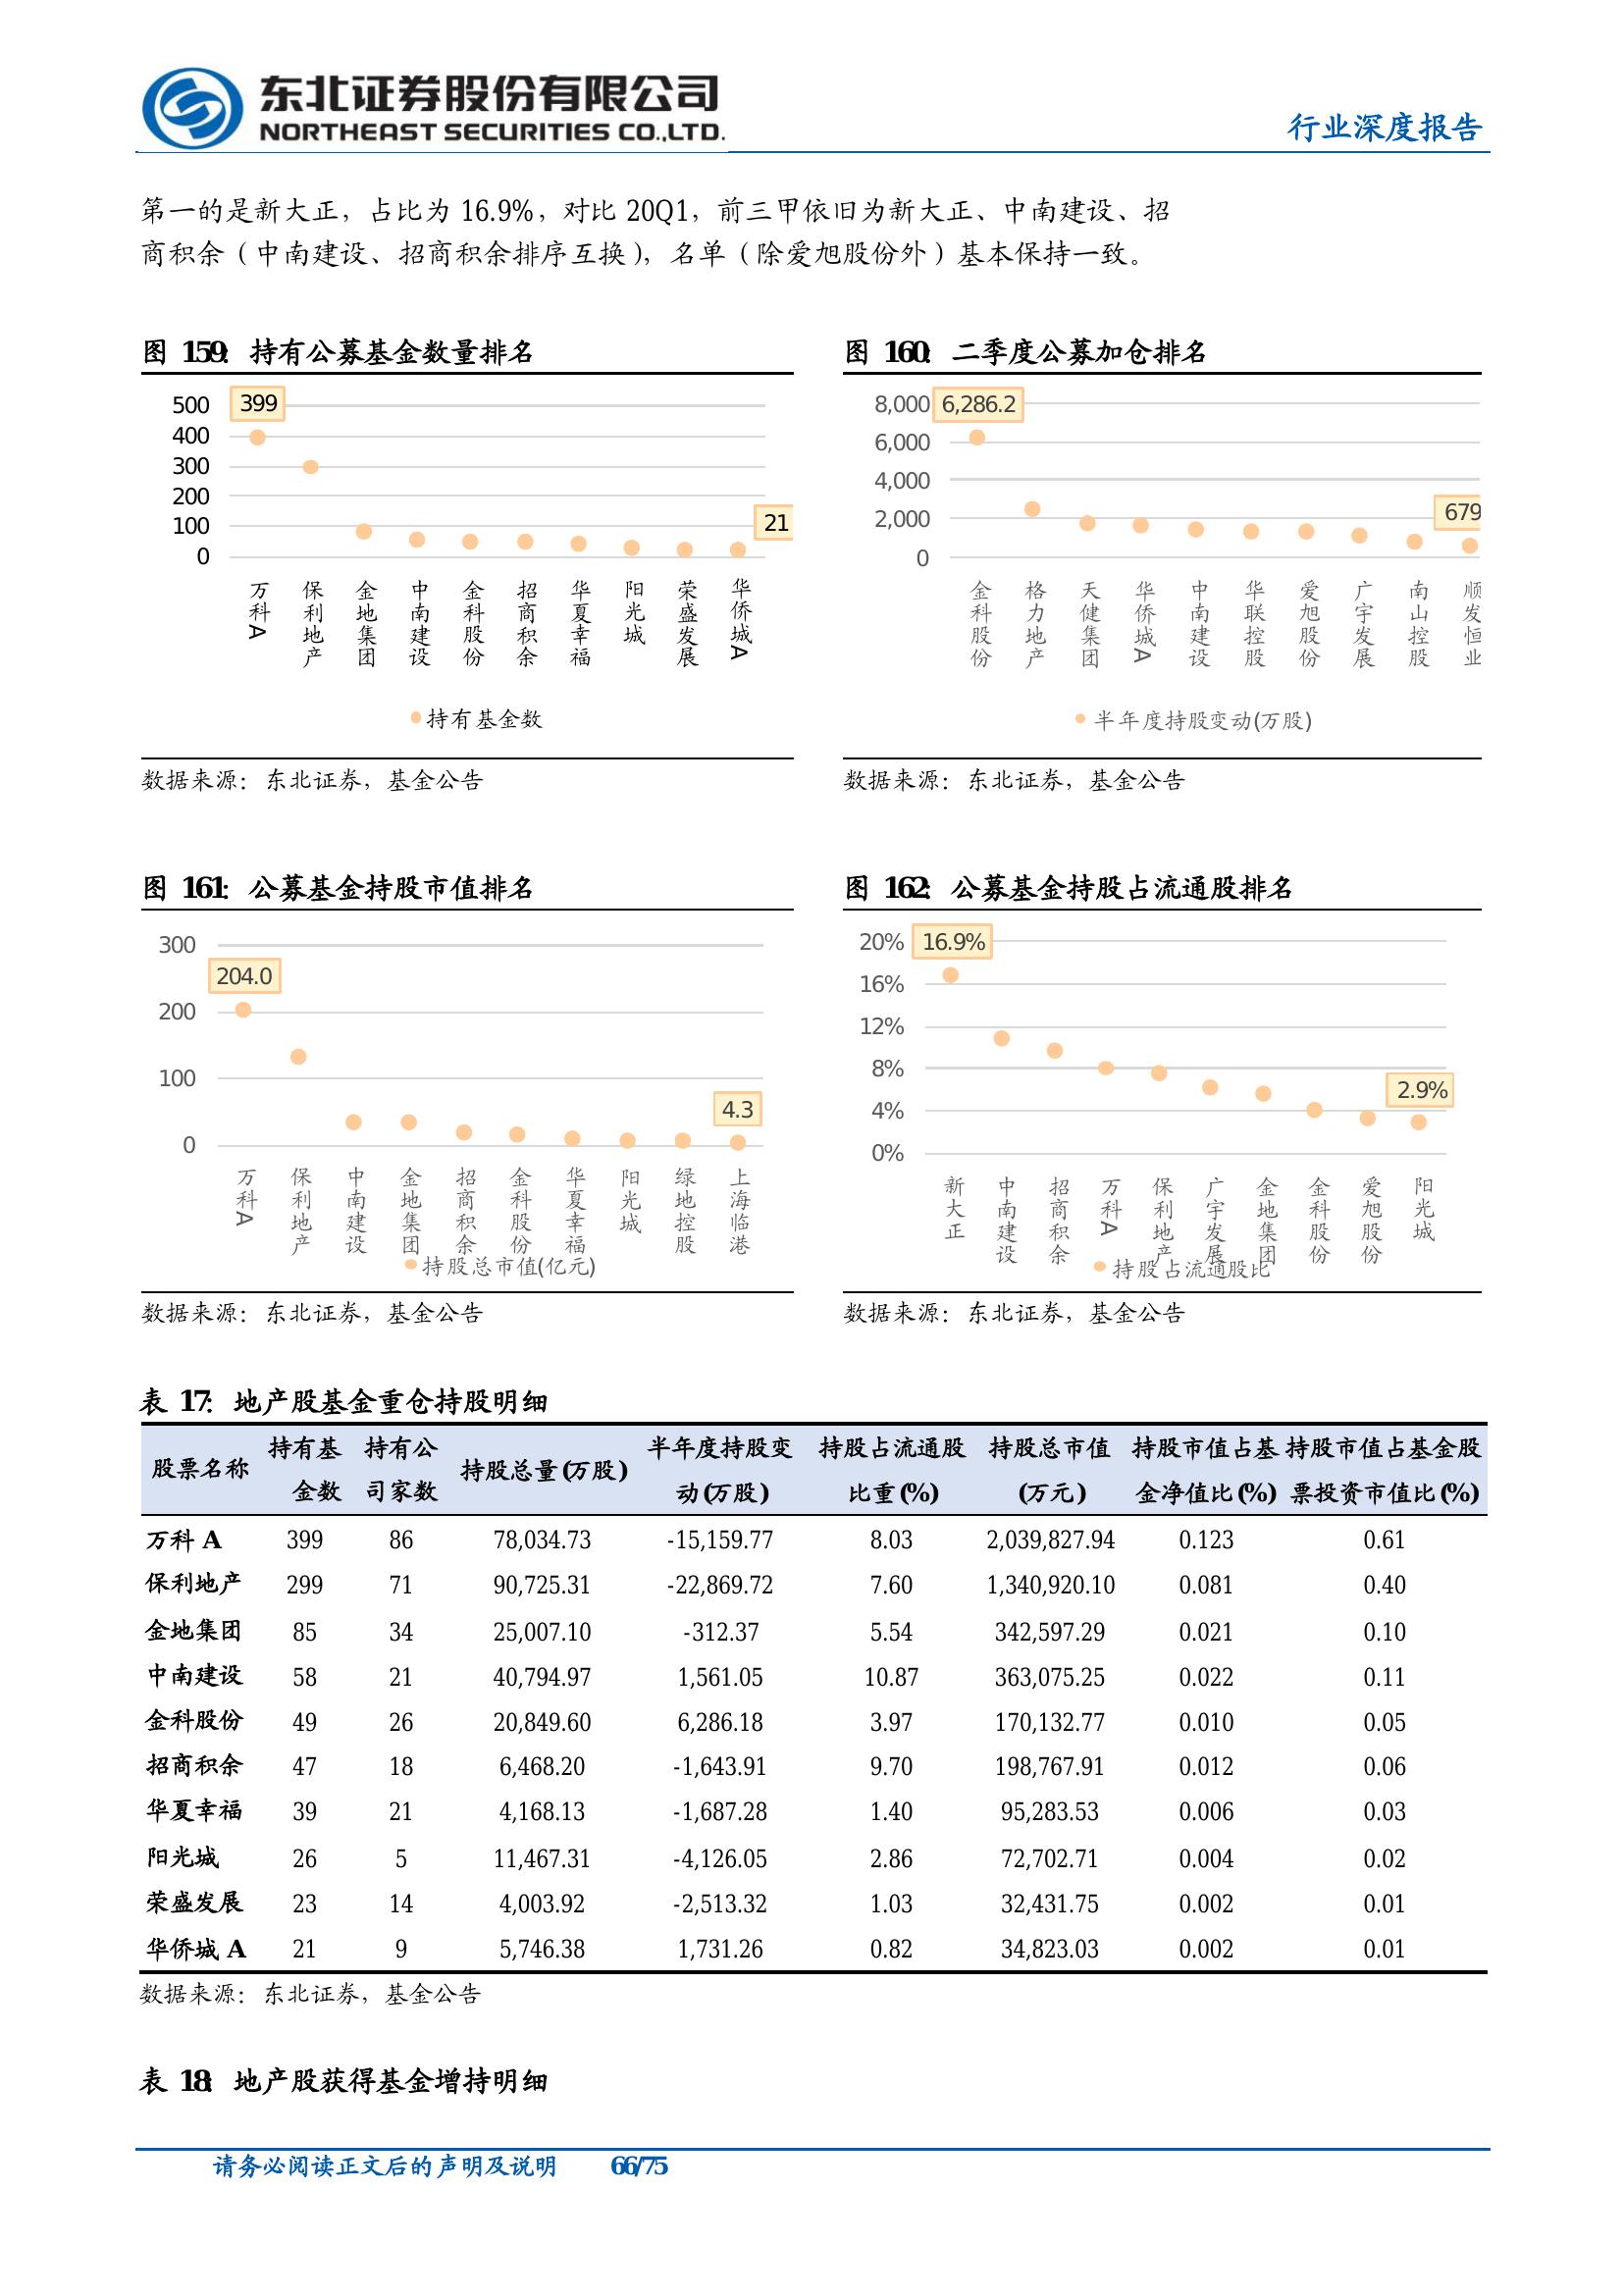 东北证券股份有限公司
NORTHEAST SECURITIES CO.,LTD.
行业深度报告
第一的是新大正，占比为 16.9%，对比 20Q1，前三甲依旧为新大正、中南建设、招
商积余（中南建设、招商积余排序互换），名单（除爱旭股份外）基本保持一致。
图 159：持有公募基金数量排名
500
400
300
200
100
0
399
21
万科A 保利地产 金地集团 中南建设 金科股份 招商积余 华夏幸福 阳光城 荣盛发展 华侨城A
持有基金数
数据来源：东北证券，基金公告
图 160：二季度公募加仓排名
8,000
6,000
4,000
2,000
0
6,286.2
679
金科股份 格力地产 天健集团 华侨城A 中南建设 华联控股 爱旭股份 广宇发展 南山控股 顺发恒业
半年度持股变动(万股)
数据来源：东北证券，基金公告
图 161：公募基金持股市值排名
300
200
100
0
204.0
4.3
万科A 保利地产 中南建设 金地集团 招商积余 金科股份 华夏幸福 阳光城 绿地控股 上海临港
持股总市值(亿元)
数据来源：东北证券，基金公告
图 162：公募基金持股占流通股排名
20%
16%
12%
8%
4%
0%
16.9%
2.9%
新大正 中南建设 招商积余 万科A 保利地产 广宇发展 金地集团 金科股份 爱旭股份 阳光城
持股占流通股比
数据来源：东北证券，基金公告
表 17：地产股基金重仓持股明细
股票名称 持有基金数 持有公司家数 持股总量(万股) 半年度持股变动(万股) 持股占流通股比重(%) 持股总市值(万元) 持股市值占基金净值比(%) 持股市值占基金股票投资市值比(%)
万科 A 399 86 78,034.73 -15,159.77 8.03 2,039,827.94 0.123 0.61
保利地产 299 71 90,725.31 -22,869.72 7.60 1,340,920.10 0.081 0.40
金地集团 85 34 25,007.10 -312.37 5.54 342,597.29 0.021 0.10
中南建设 58 21 40,794.97 1,561.05 10.87 363,075.25 0.022 0.11
金科股份 49 26 20,849.60 6,286.18 3.97 170,132.77 0.010 0.05
招商积余 47 18 6,468.20 -1,643.91 9.70 198,767.91 0.012 0.06
华夏幸福 39 21 4,168.13 -1,687.28 1.40 95,283.53 0.006 0.03
阳光城 26 5 11,467.31 -4,126.05 2.86 72,702.71 0.004 0.02
荣盛发展 23 14 4,003.92 -2,513.32 1.03 32,431.75 0.002 0.01
华侨城 A 21 9 5,746.38 1,731.26 0.82 34,823.03 0.002 0.01
数据来源：东北证券，基金公告
表 18：地产股获得基金增持明细
请务必阅读正文后的声明及说明 66/75